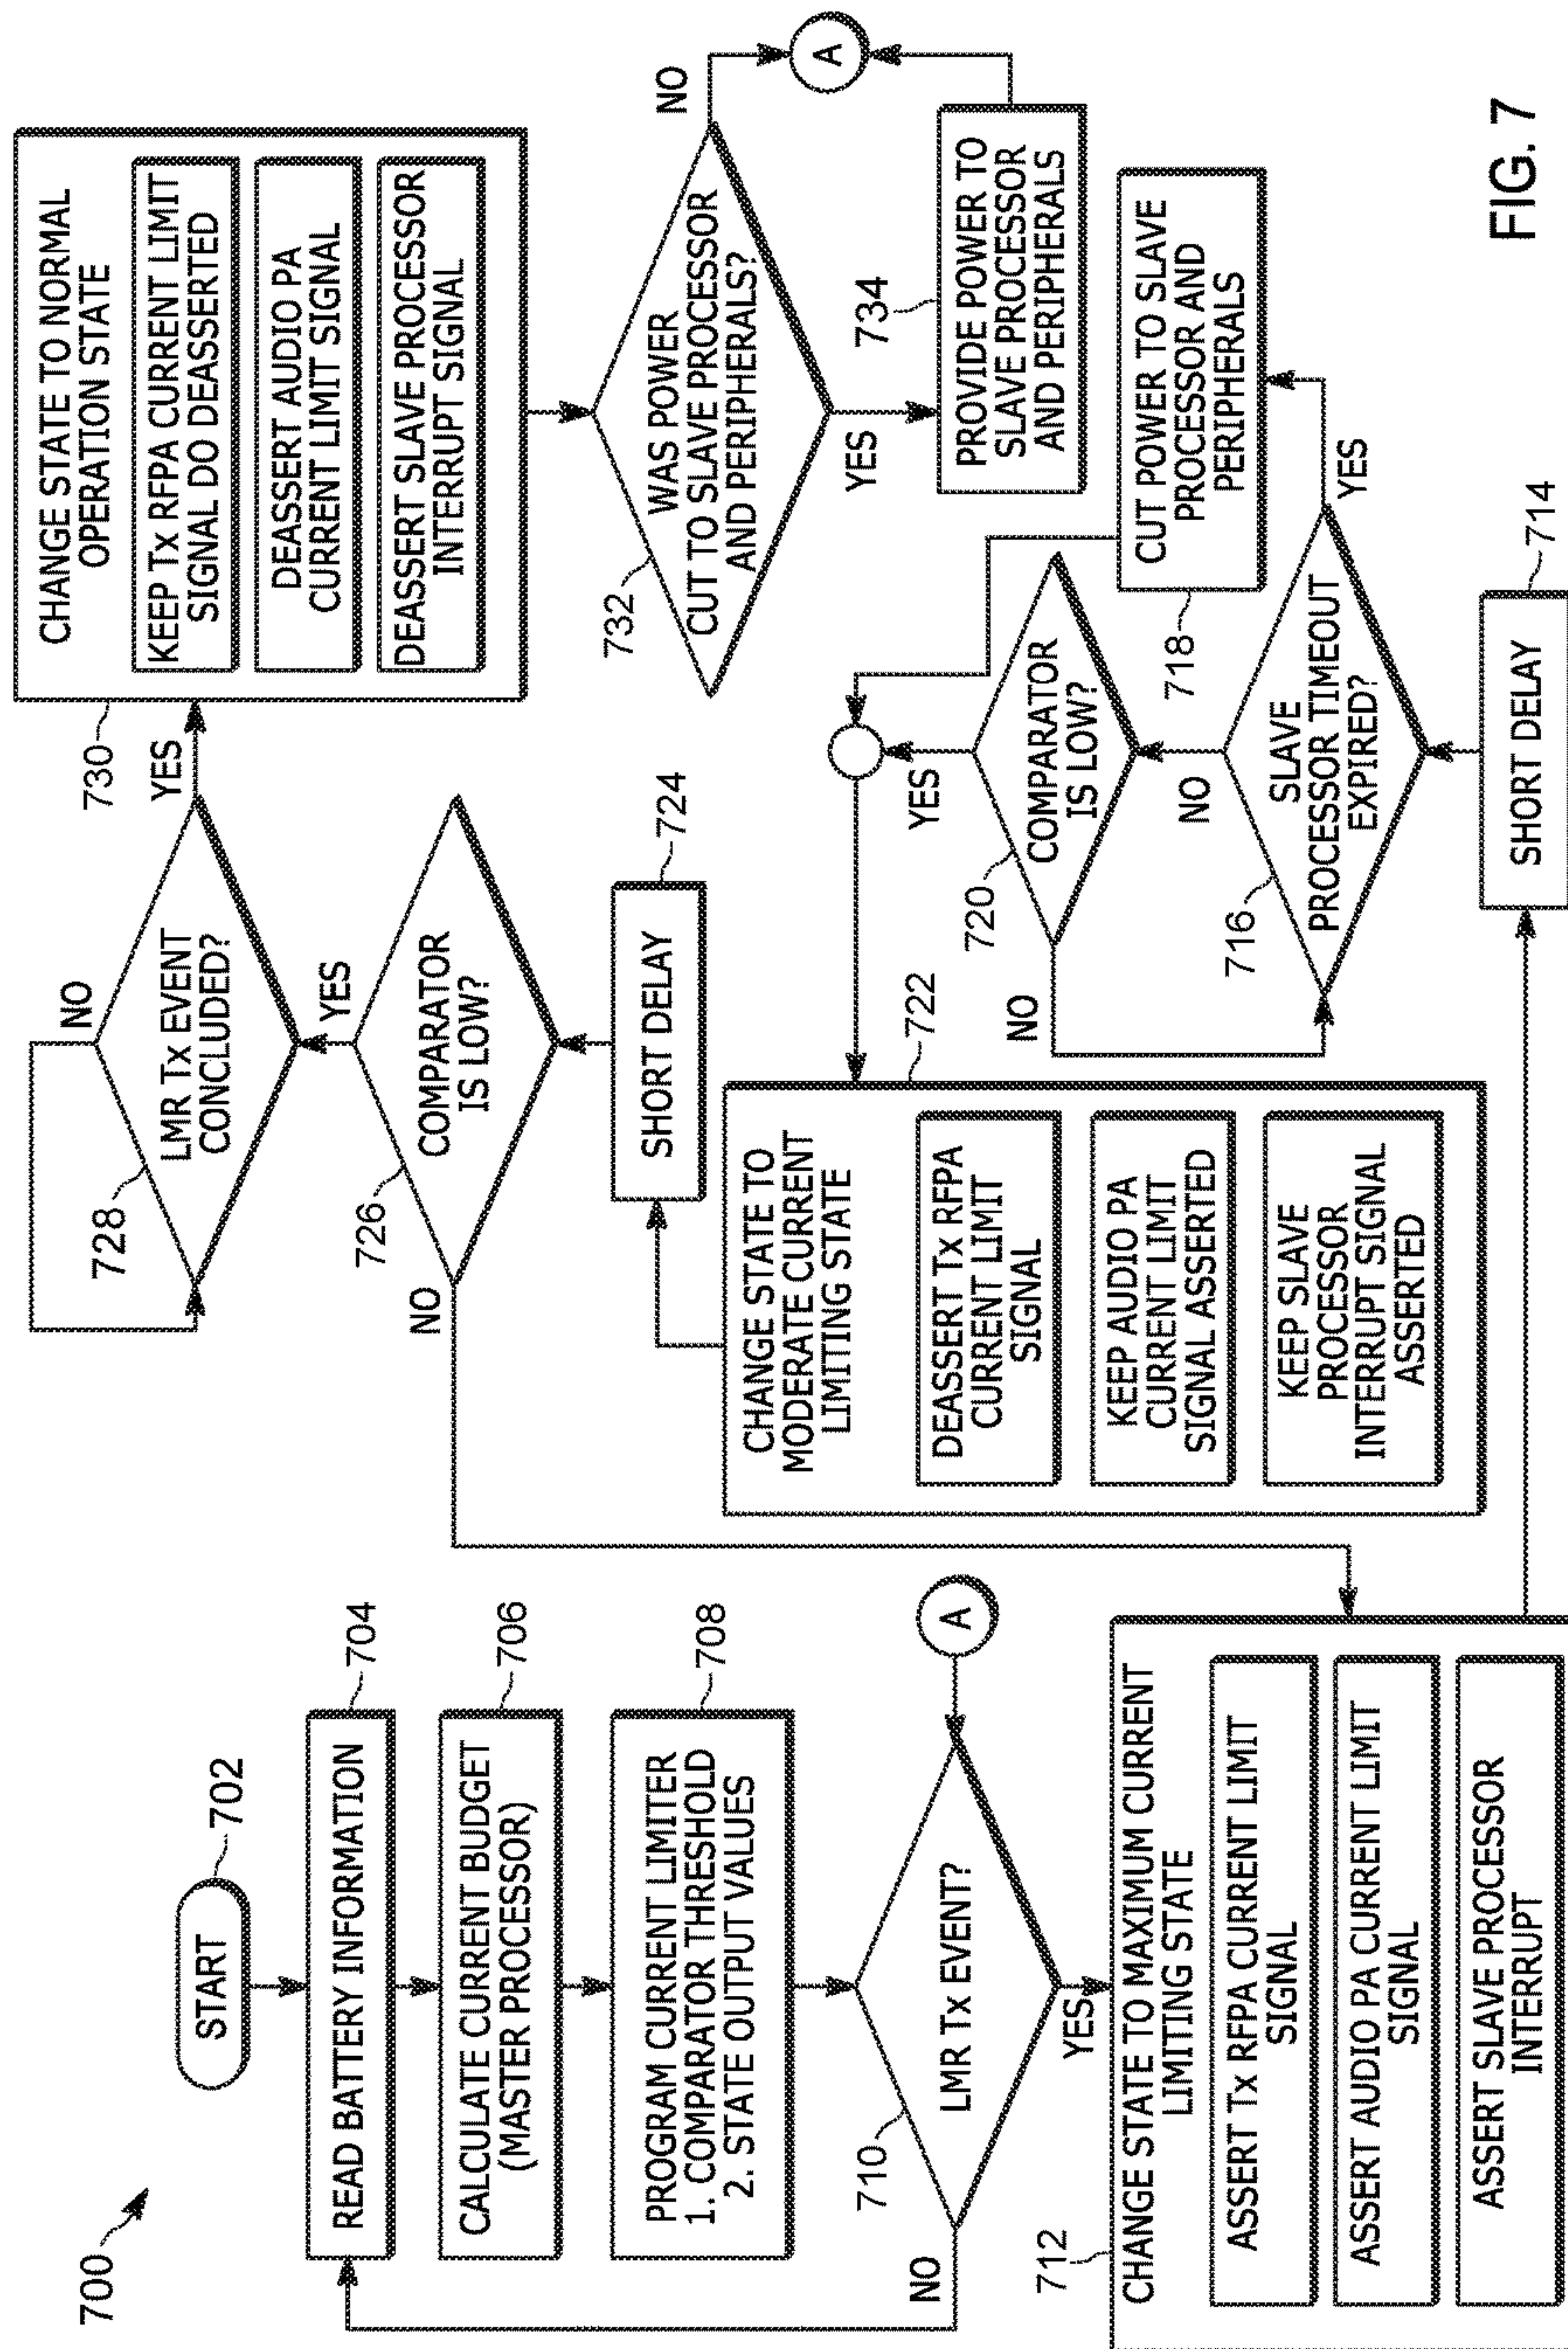 700
START
702
READ BATTERY INFORMATION
704
CALCULATE CURRENT BUDGET
(MASTER PROCESSOR)
706
PROGRAM CURRENT LIMITER
1. COMPARATOR THRESHOLD
2. STATE OUTPUT VALUES
708
LMR Tx EVENT?
710
NO
YES
A
712
CHANGE STATE TO MAXIMUM CURRENT
LIMITING STATE
ASSERT Tx RFPA CURRENT LIMIT
SIGNAL
ASSERT AUDIO PA CURRENT LIMIT
SIGNAL
ASSERT SLAVE PROCESSOR
INTERRUPT
728
LMR Tx EVENT
CONCLUDED?
NO
YES
726
COMPARATOR
IS LOW?
YES
NO
SHORT DELAY
724
CHANGE STATE TO
MODERATE CURRENT
LIMITING STATE
722
DEASSERT Tx RFPA
CURRENT LIMIT
SIGNAL
KEEP AUDIO PA
CURRENT LIMIT
SIGNAL ASSERTED
KEEP SLAVE
PROCESSOR
INTERRUPT SIGNAL
ASSERTED
730
CHANGE STATE TO NORMAL
OPERATION STATE
KEEP Tx RFPA CURRENT LIMIT
SIGNAL DO DEASSERTED
DEASSERT AUDIO PA
CURRENT LIMIT SIGNAL
DEASSERT SLAVE PROCESSOR
INTERRUPT SIGNAL
732
WAS POWER
CUT TO SLAVE PROCESSOR
AND PERIPHERALS?
NO
YES
A
734
PROVIDE POWER TO
SLAVE PROCESSOR
AND PERIPHERALS
YES
720
COMPARATOR
IS LOW?
NO
718
CUT POWER TO SLAVE
PROCESSOR AND
PERIPHERALS
NO
716
SLAVE
PROCESSOR TIMEOUT
EXPIRED?
YES
SHORT DELAY
714
FIG. 7